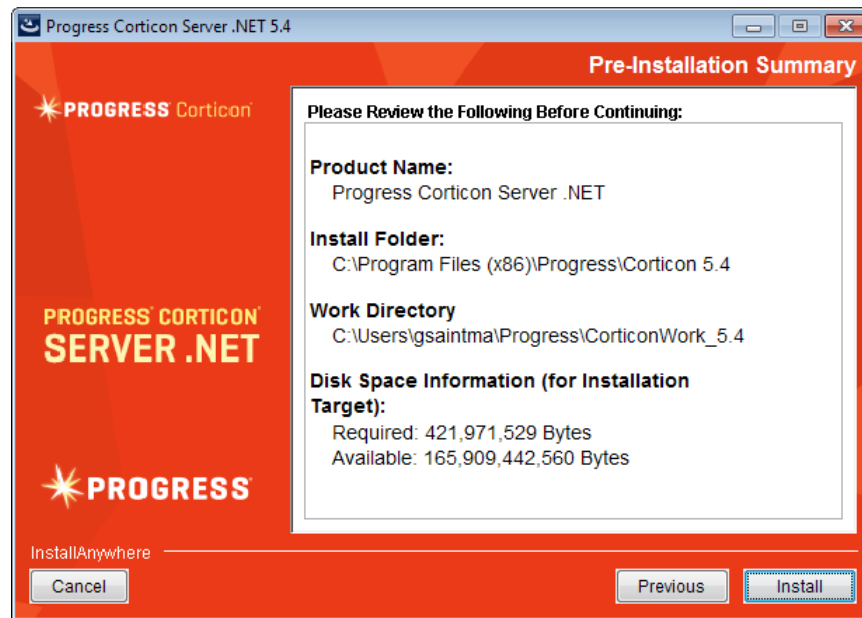 Progress Corticon Server .NET 5.4
Pre-Installation Summary
PROGRESS Corticon
Please Review the Following Before Continuing:
Product Name:
Progress Corticon Server .NET
Install Folder:
C:\Program Files (x86)\Progress\Corticon 5.4
Work Directory
C:\Users\gsaintma\Progress\CorticonWork_5.4
Disk Space Information (for Installation
Target):
Required: 421,971,529 Bytes
Available: 165,909,442,560 Bytes
PROGRESS CORTICON
SERVER .NET
PROGRESS
InstallAnywhere
Cancel
Previous
Install